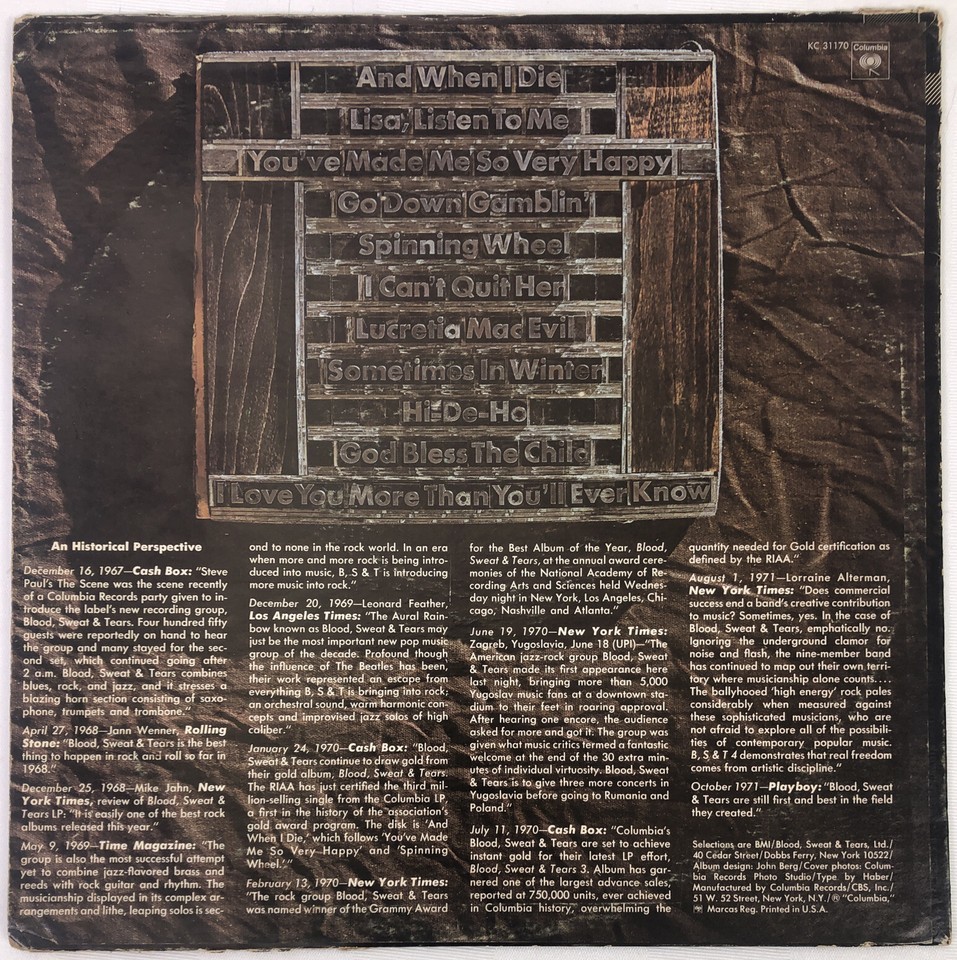 KC 31170
Columbia
And When I Die
Lisa, Listen To Me
You've Made Me So Very Happy
Go Down Gamblin'
Spinning Wheel
I Can't Quit Her
Lucretia Mac Evil
Sometimes In Winter
Hi-De-Ho
God Bless The Child
I Love You More Than You'll Ever Know
An Historical Perspective
December 16, 1967—Cash Box: "Steve
Paul's The Scene was the scene recently
of a Columbia Records party given to in-
troduce the label's new recording group,
Blood, Sweat & Tears. Four hundred fifty
guests were reportedly on hand to hear
the group and many stayed for the sec-
ond set, which continued going after
2 a.m. Blood, Sweat & Tears combines
blues, rock, and jazz, and it stresses a
blazing horn section consisting of saxo-
phone, trumpets and trombone."
April 27, 1968—Jann Wenner, Rolling
Stone: "Blood, Sweat & Tears is the best
thing to happen in rock and roll so far in
1968."
December 25, 1968—Mike Jahn, New
York Times, review of Blood, Sweat &
Tears LP: "It is easily one of the best rock
albums released this year."
May 9, 1969—Time Magazine: "The
group is also the most successful attempt
yet to combine jazz-flavored brass and
reeds with rock guitar and rhythm. The
musicianship displayed in its complex ar-
rangements and lithe, leaping solos is sec-
ond to none in the rock world. In an era
when more and more rock is being intro-
duced into music, B, S & T is introducing
more music into rock."
December 20, 1969—Leonard Feather,
Los Angeles Times: "The Aural Rain-
bow known as Blood, Sweat & Tears may
just be the most important new pop music
group of the decade. Profound though
the influence of The Beatles has been,
their work represented an escape from
everything B, S & T is bringing into rock;
an orchestral sound, warm harmonic con-
cepts and improvised jazz solos of high
caliber."
January 24, 1970—Cash Box: "Blood,
Sweat & Tears continue to draw gold from
their gold album, Blood, Sweat & Tears.
The RIAA has just certified the third mil-
lion-selling single from the Columbia LP,
a first in the history of the association's
gold award program. The disk is 'And
When I Die,' which follows 'You've Made
Me So Very Happy' and 'Spinning
Wheel.'"
February 13, 1970—New York Times:
"The rock group Blood, Sweat & Tears
was named winner of the Grammy Award
for the Best Album of the Year, Blood,
Sweat & Tears, at the annual award cere-
monies of the National Academy of Re-
cording Arts and Sciences held Wednes-
day night in New York, Los Angeles, Chi-
cago, Nashville and Atlanta."
June 19, 1970—New York Times:
Zagreb, Yugoslavia, June 18 (UPI)—"The
American jazz-rock group Blood, Sweat
& Tears made its first appearance here
last night, bringing more than 5,000
Yugoslav music fans at a downtown sta-
dium to their feet in roaring approval.
After hearing one encore, the audience
asked for more and got it. The group was
given what music critics termed a fantastic
welcome at the end of the 30 extra min-
utes of individual virtuosity. Blood, Sweat
& Tears is to give three more concerts in
Yugoslavia before going to Rumania and
Poland."
July 11, 1970—Cash Box: "Columbia's
Blood, Sweat & Tears are set to achieve
instant gold for their latest LP effort,
Blood, Sweat & Tears 3. Album has gar-
nered one of the largest advance sales,
reported at 750,000 units, ever achieved
in Columbia history, overwhelming the
quantity needed for Gold certification as
defined by the RIAA."
August 1, 1971—Lorraine Alterman,
New York Times: "Does commercial
success end a band's creative contribution
to music? Sometimes, yes. In the case of
Blood, Sweat & Tears, emphatically no.
Ignoring the underground clamor for
noise and flash, the nine-member band
has continued to map out their own terri-
tory where musicianship alone counts....
The ballyhooed 'high energy' rock pales
considerably when measured against
these sophisticated musicians, who are
not afraid to explore all of the possibili-
ties of contemporary popular music.
B, S & T 4 demonstrates that real freedom
comes from artistic discipline."
October 1971—Playboy: "Blood, Sweat
& Tears are still first and best in the field
they created."
Selections are BMI/Blood, Sweat & Tears, Ltd./
40 Cedar Street/Dobbs Ferry, New York 10522/
Album design: John Berg/Cover photos: Colum-
bia Records Photo Studio/Type by Haber/
Manufactured by Columbia Records/CBS, Inc./
51 W. 52 Street, New York, N.Y./® "Columbia,"
Marcas Reg. Printed in U.S.A.